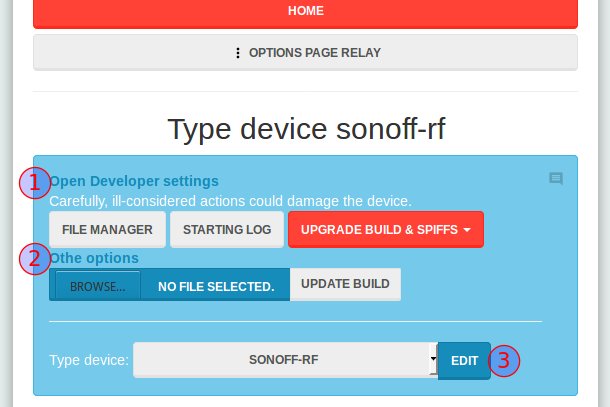 HOME
OPTIONS PAGE RELAY
Type device sonoff-rf
1 Open Developer settings
Carefully, ill-considered actions could damage the device.
FILE MANAGER STARTING LOG UPGRADE BUILD & SPIFFS
2 Othe options
BROWSE... NO FILE SELECTED. UPDATE BUILD
Type device: SONOFF-RF EDIT 3